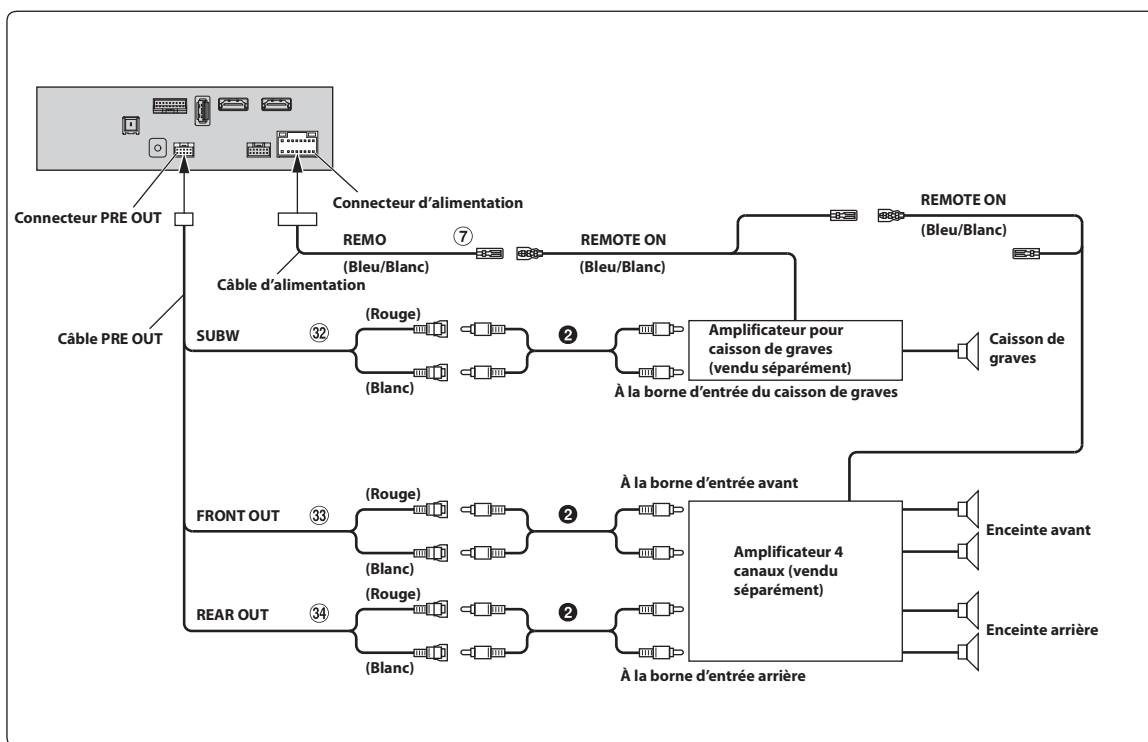 Connecteur PRE OUT
Connecteur d’alimentation
REMO
⑦
(Bleu/Blanc)
REMOTE ON
(Bleu/Blanc)
REMOTE ON
(Bleu/Blanc)
Câble d’alimentation
Câble PRE OUT
SUBW
㉜
(Rouge)
(Blanc)
❷
Amplificateur pour
caisson de graves
(vendu séparément)
À la borne d’entrée du caisson de graves
Caisson de
graves
À la borne d’entrée avant
FRONT OUT
㉝
(Rouge)
(Blanc)
❷
Amplificateur 4
canaux (vendu
séparément)
Enceinte avant
REAR OUT
㉞
(Rouge)
(Blanc)
❷
À la borne d’entrée arrière
Enceinte arrière